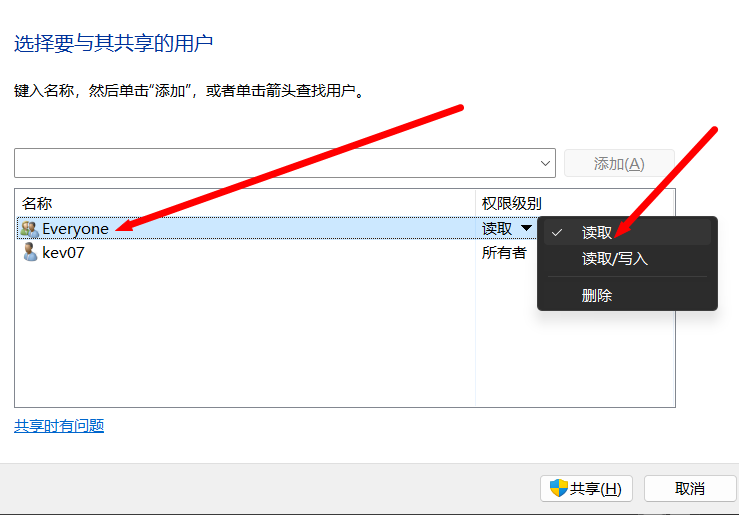 选择要与其共享的用户
键入名称，然后单击“添加”，或者单击箭头查找用户。
添加(A)
名称 权限级别
Everyone 读取
kev07 所有者
读取
读取/写入
删除
共享时有问题
共享(H) 取消